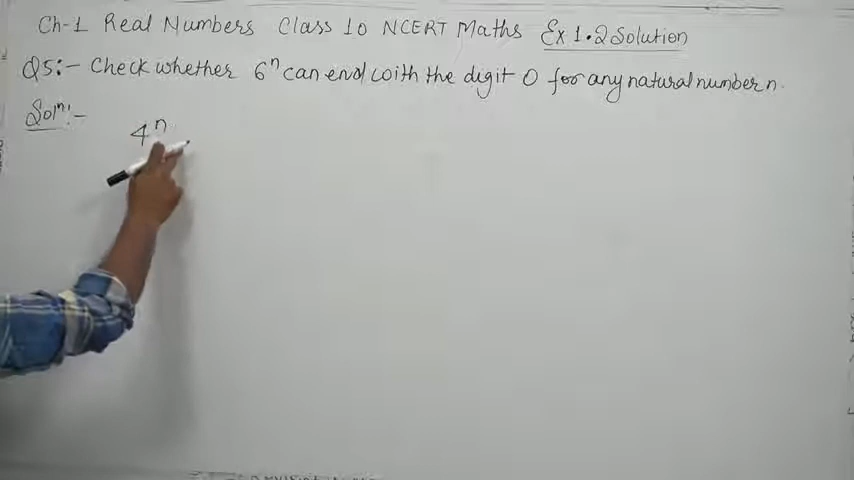 Ch-1 Real Numbers Class 10 NCERT Maths Ex 1.2 Solution
Q5:- Check whether 6ⁿ can end with the digit 0 for any natural number n.
Solⁿ:-
4ⁿ